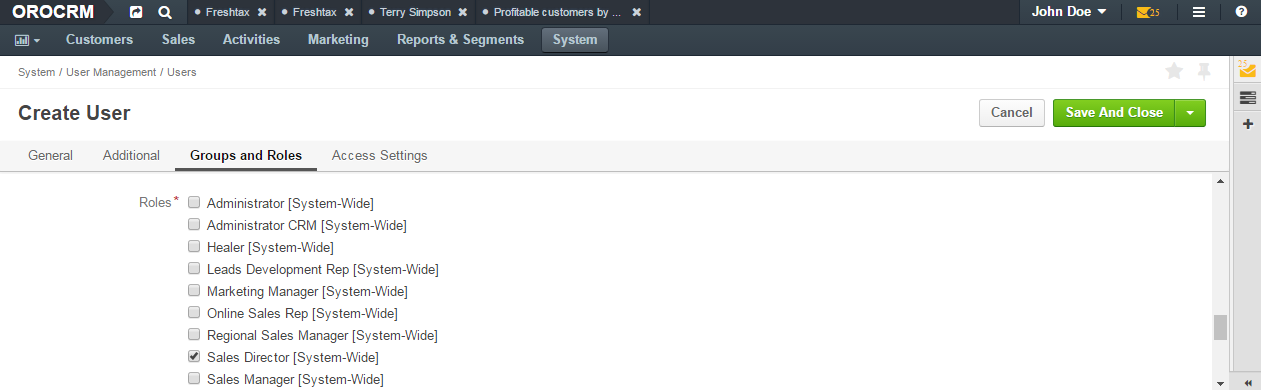 OROCRM
Freshtax
Freshtax
Terry Simpson
Profitable customers by ...
John Doe
25
Customers Sales Activities Marketing Reports & Segments System
System / User Management / Users
25
Create User
Cancel Save And Close
General Additional Groups and Roles Access Settings
Roles* Administrator [System-Wide]
Administrator CRM [System-Wide]
Healer [System-Wide]
Leads Development Rep [System-Wide]
Marketing Manager [System-Wide]
Online Sales Rep [System-Wide]
Regional Sales Manager [System-Wide]
Sales Director [System-Wide]
Sales Manager [System-Wide]